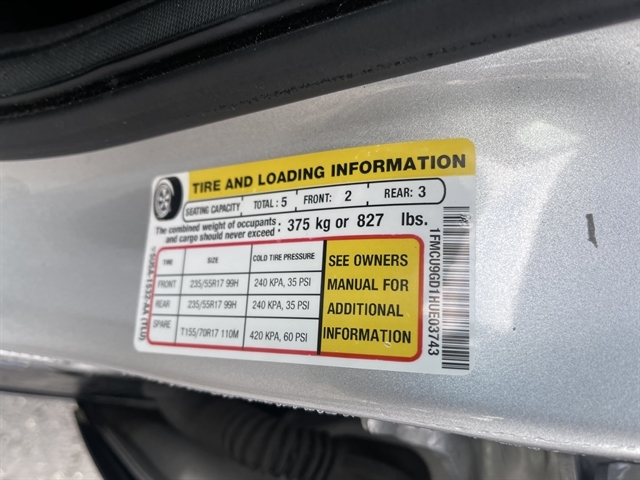 TIRE AND LOADING INFORMATION
SEATING CAPACITY TOTAL : 5 FRONT: 2 REAR: 3
The combined weight of occupants and cargo should never exceed : 375 kg or 827 lbs.
TIRE SIZE COLD TIRE PRESSURE
FRONT 235/55R17 99H 240 KPA, 35 PSI
REAR 235/55R17 99H 240 KPA, 35 PSI
SPARE T155/70R17 110M 420 KPA, 60 PSI
SEE OWNERS
MANUAL FOR
ADDITIONAL
INFORMATION
1FMCU9GD1HUE03743